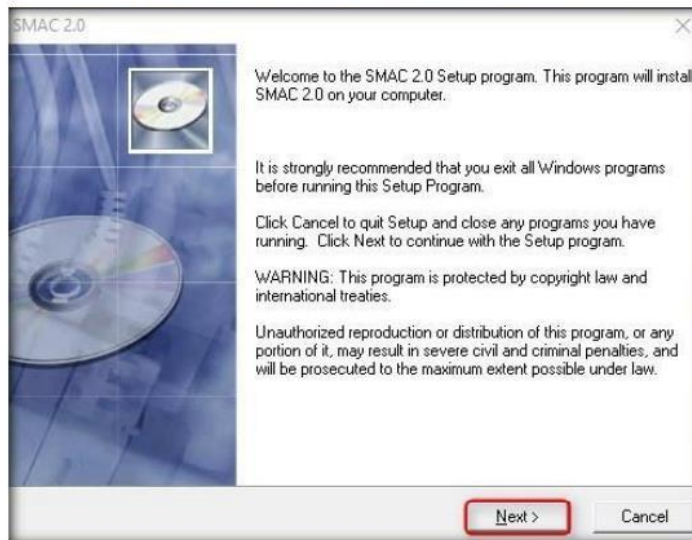 SMAC 2.0
Welcome to the SMAC 2.0 Setup program. This program will instal
SMAC 2.0 on your computer.
It is strongly recommended that you exit all Windows programs
before running this Setup Program.
Click Cancel to quit Setup and close any programs you have
running. Click Next to continue with the Setup program.
WARNING: This program is protected by copyright law and
international treaties.
Unauthorized reproduction or distribution of this program, or any
portion of it, may result in severe civil and criminal penalties, and
will be prosecuted to the maximum extent possible under law.
Next > Cancel